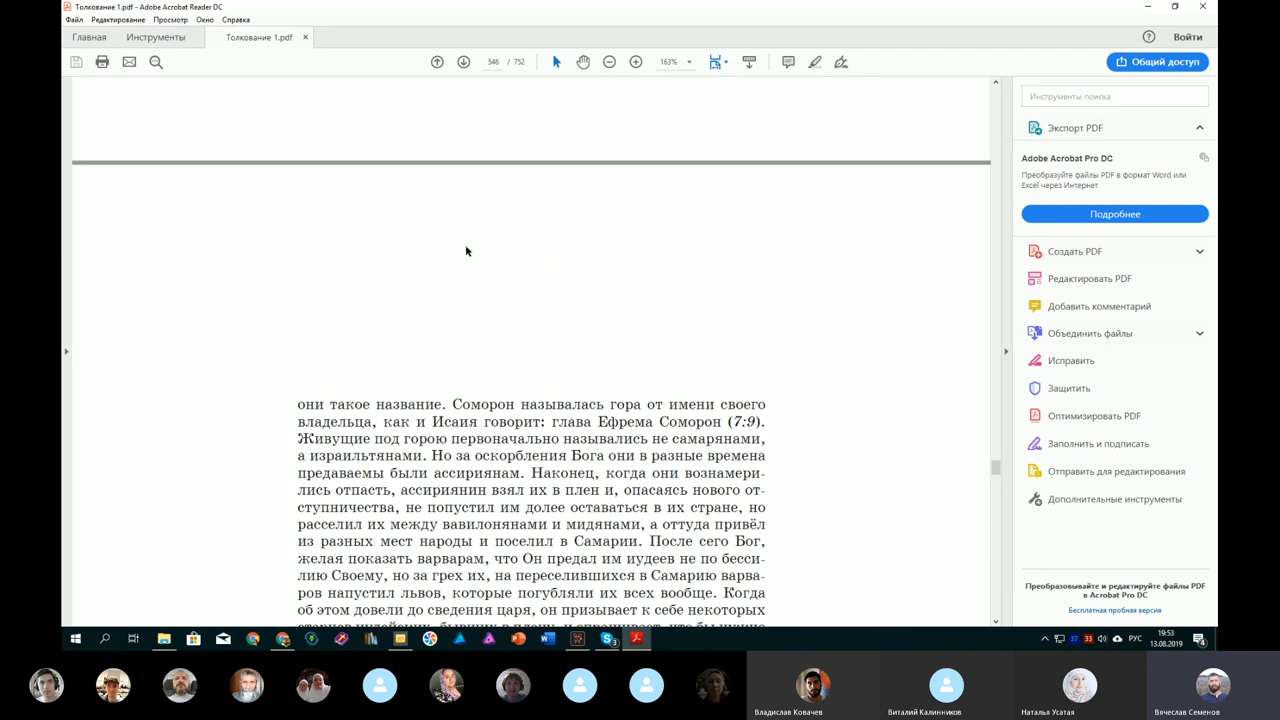 Толкование 1.pdf - Adobe Acrobat Reader DC
Файл Редактирование Просмотр Окно Справка
Главная Инструменты Толкование 1.pdf × Войти
546 / 752 163% Общий доступ
Инструменты поиска
Экспорт PDF
Adobe Acrobat Pro DC
Преобразуйте файлы PDF в формат Word или
Excel через Интернет
Подробнее
Создать PDF
Редактировать PDF
Добавить комментарий
Объединить файлы
Исправить
Защитить
Оптимизировать PDF
Заполнить и подписать
Отправить для редактирования
Дополнительные инструменты
Преобразовывайте и редактируйте файлы PDF
в Acrobat Pro DC
Бесплатная пробная версия
они такое название. Соморон называлась гора от имени своего
владельца, как и Исаия говорит: глава Ефрема Соморон (7:9).
Живущие под горою первоначально назывались не самарянами,
а израильтянами. Но за оскорбления Бога они в разные времена
предаваемы были ассириянам. Наконец, когда они вознамери-
лись отпасть, ассириянин взял их в плен и, опасаясь нового от-
ступничества, не попустил им долее оставаться в их стране, но
расселил их между вавилонянами и мидянами, а оттуда привёл
из разных мест народы и поселил в Самарии. После сего Бог,
желая показать варварам, что Он предал им иудеев не по бесси-
лию Своему, но за грех их, на переселившихся в Самарию варва-
ров напустил львов, которые погубляли их всех вообще. Когда
об этом довели до сведения царя, он призывает к себе некоторых
37 33 РУС
19:53
13.08.2019
Владислав Ковачев
Виталий Калинников
Наталья Усатая
Вячеслав Семенов